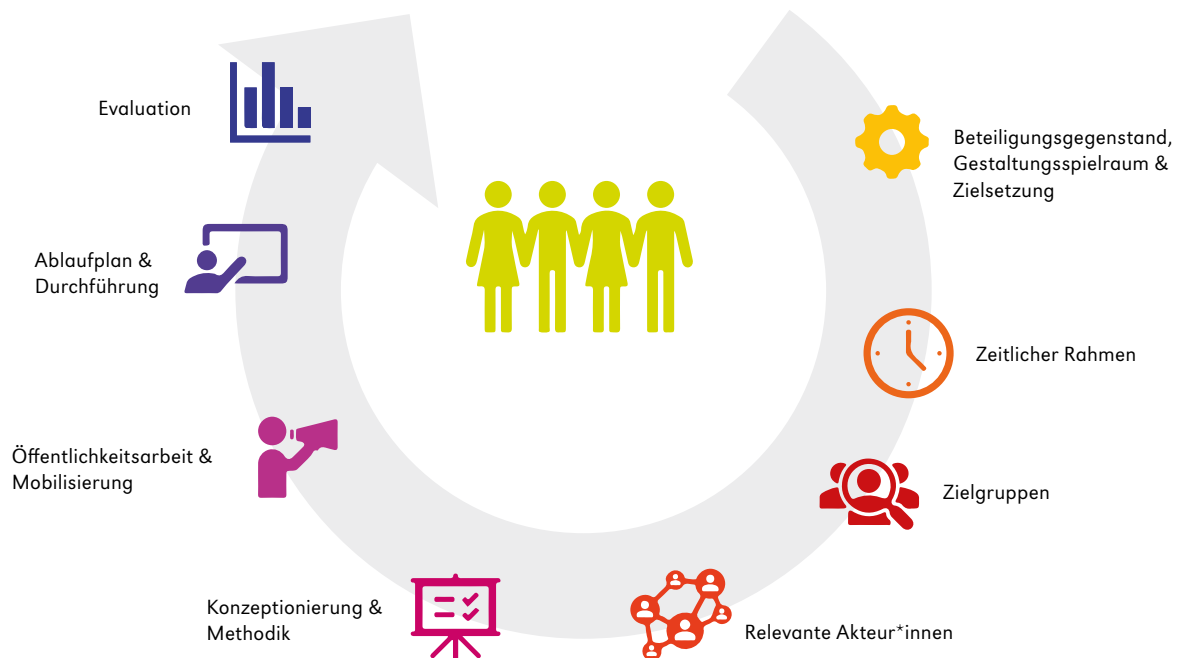 Beteiligungsgegenstand,
Gestaltungsspielraum &
Zielsetzung
Zeitlicher Rahmen
Zielgruppen
Relevante Akteur*innen
Konzeptionierung &
Methodik
Öffentlichkeitsarbeit &
Mobilisierung
Ablaufplan &
Durchführung
Evaluation